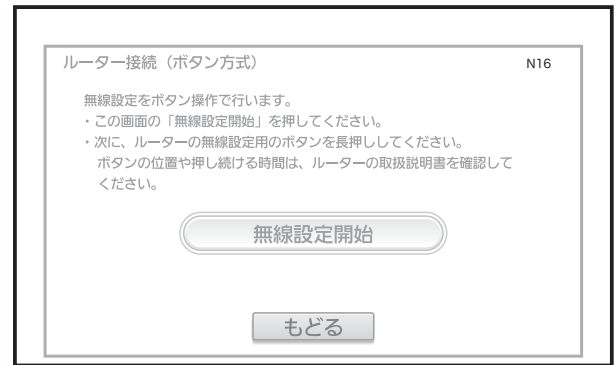 ルーター接続（ボタン方式）
N16
無線設定をボタン操作で行います。
・この画面の「無線設定開始」を押してください。
・次に、ルーターの無線設定用のボタンを長押ししてください。
ボタンの位置や押し続ける時間は、ルーターの取扱説明書を確認して
ください。
無線設定開始
もどる